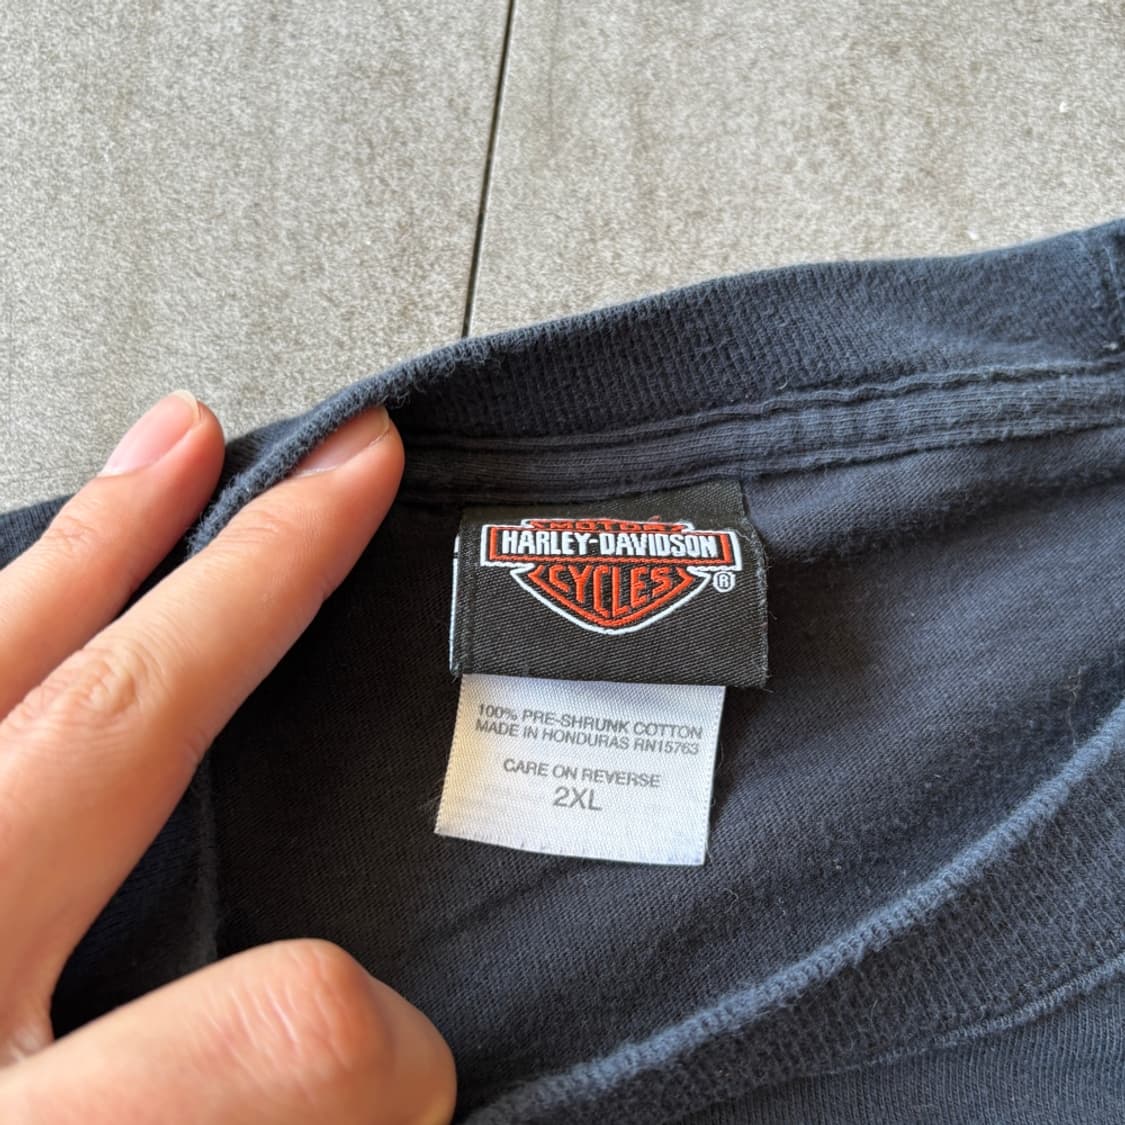 MOTOR
HARLEY-DAVIDSON
CYCLES
®
100% PRE-SHRUNK COTTON
MADE IN HONDURAS RN15763
CARE ON REVERSE
2XL